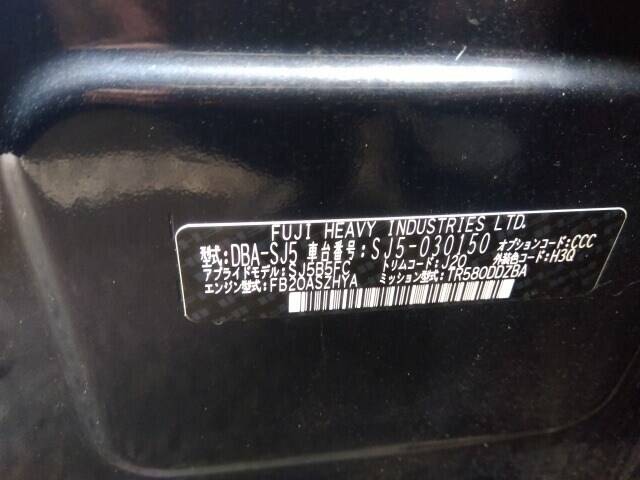 FUJI HEAVY INDUSTRIES LTD.
型式:DBA-SJ5 車台番号:SJ5-030150 オプションコード:CCC
アプライドモデル:SJ5B5FC トリムコード:J20 外装色コード:H3Q
エンジン型式:FB20ASZHYA ミッション型式:TR580DDZBA